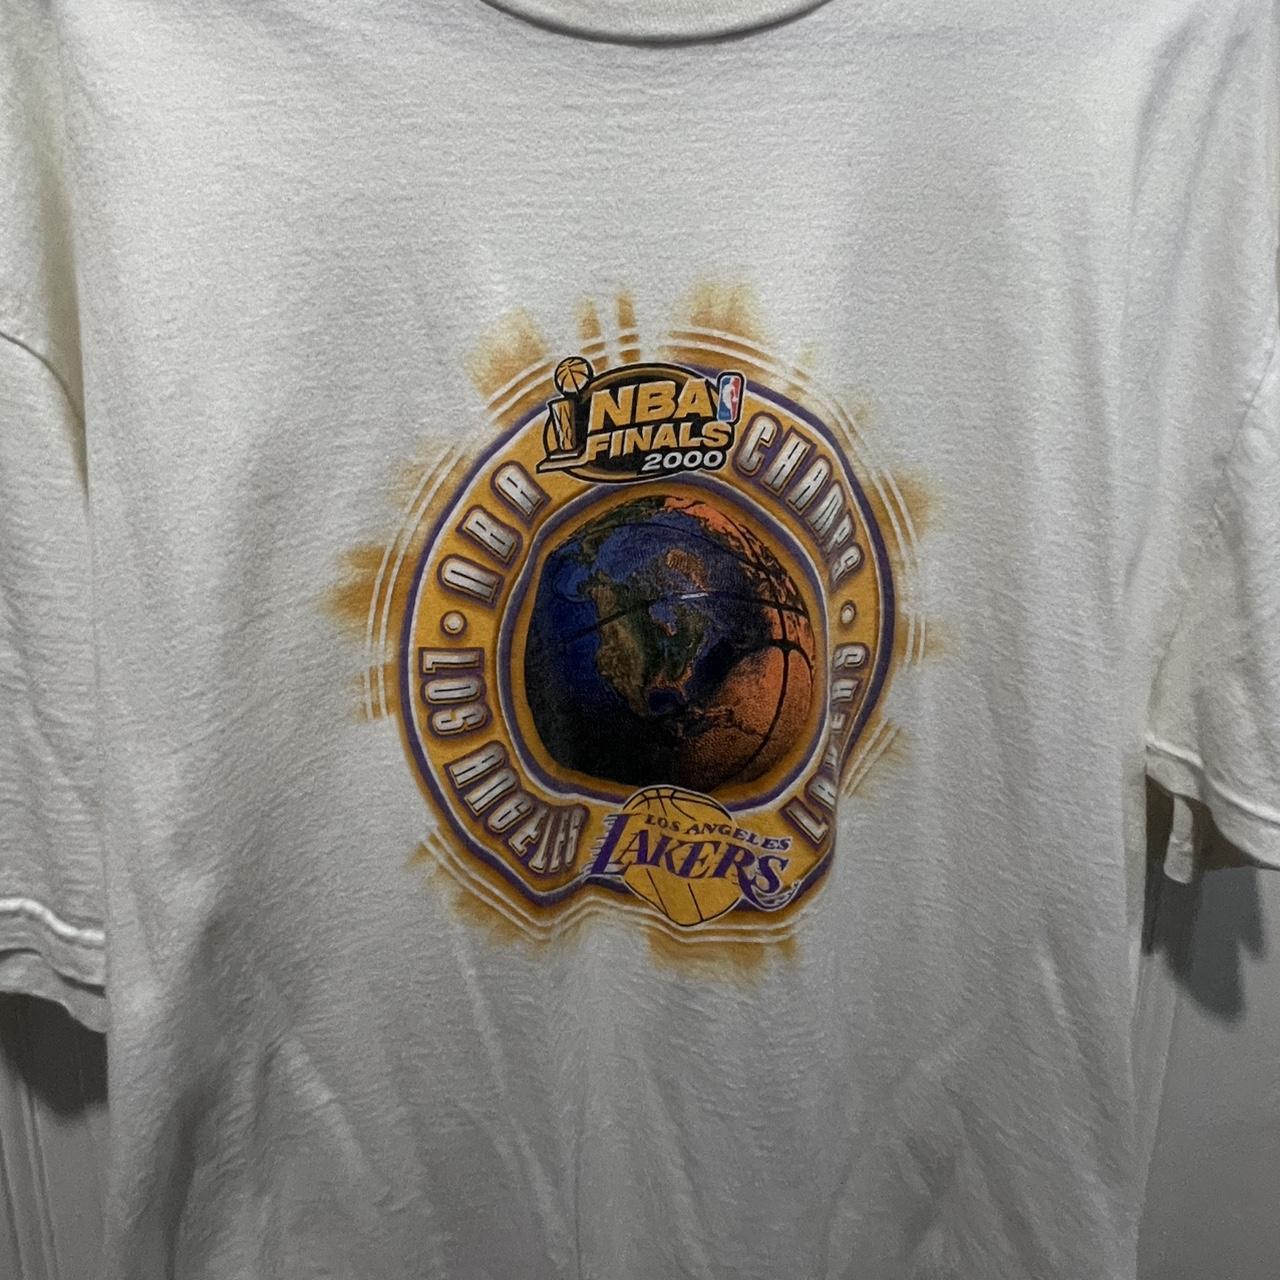 NBA
FINALS
2000
NBA CHAMPS
LOS ANGELES LAKERS
LOS ANGELES
LAKERS